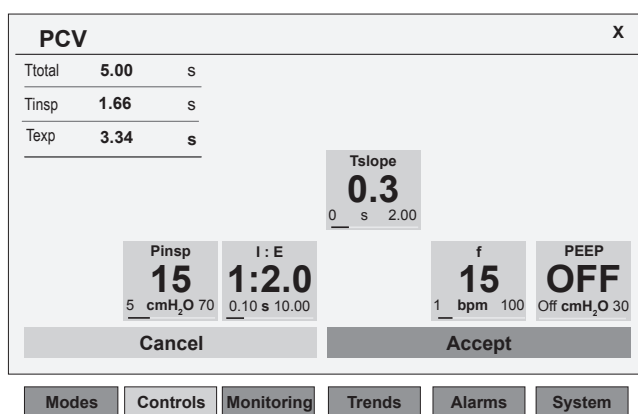 PCV X
Ttotal 5.00 s
Tinsp 1.66 s
Texp 3.34 s
Tslope
0.3
0 s 2.00
Pinsp I : E f PEEP
15 1:2.0 15 OFF
5 cmH₂O 70 0.10 s 10.00 1 bpm 100 Off cmH₂O 30
Cancel Accept
Modes Controls Monitoring Trends Alarms System